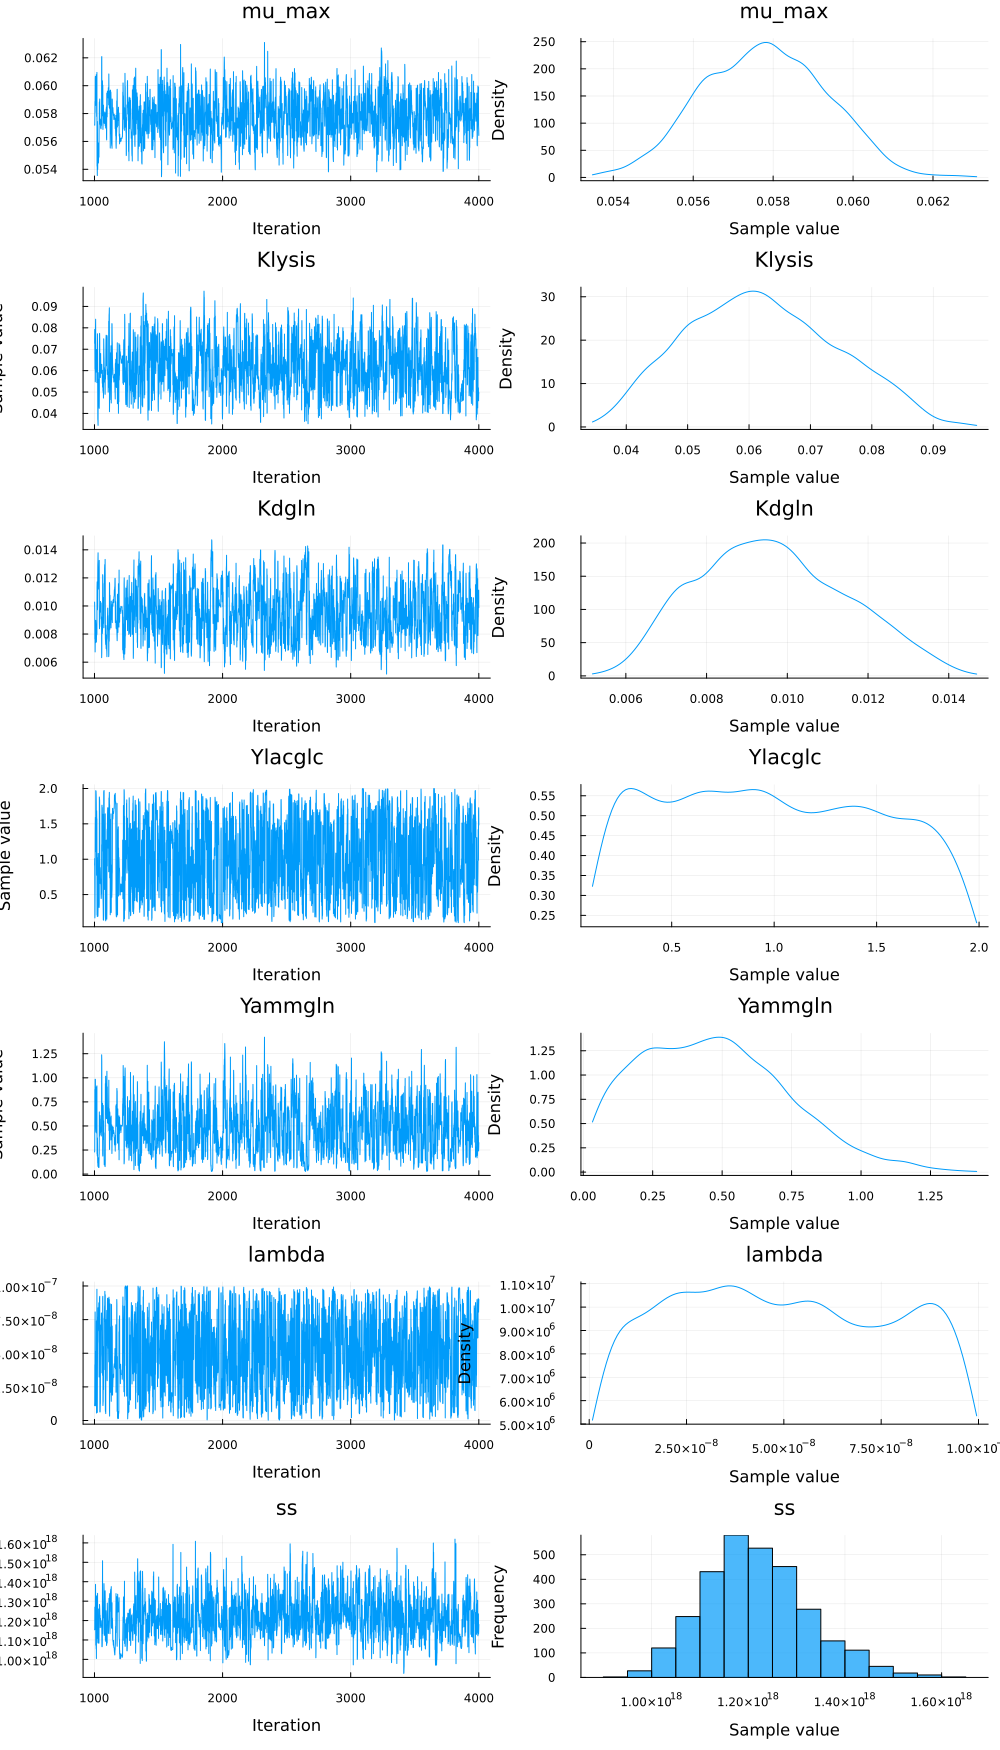 mu_max mu_max
0.062
0.060
0.058
0.056
0.054
1000 2000 3000 4000
Iteration
Density
250
200
150
100
50
0
0.054 0.056 0.058 0.060 0.062
Sample value
Klysis Klysis
0.09
0.08
0.07
0.06
0.05
0.04
1000 2000 3000 4000
Iteration
Density
30
20
10
0
0.04 0.05 0.06 0.07 0.08 0.09
Sample value
Kdgln Kdgln
0.014
0.012
0.010
0.008
0.006
1000 2000 3000 4000
Iteration
Density
200
150
100
50
0
0.006 0.008 0.010 0.012 0.014
Sample value
Ylacglc Ylacglc
Sample value
2.0
1.5
1.0
0.5
1000 2000 3000 4000
Iteration
Density
0.55
0.50
0.45
0.40
0.35
0.30
0.25
0.5 1.0 1.5 2.0
Sample value
Yammgln Yammgln
1.25
1.00
0.75
0.50
0.25
0.00
1000 2000 3000 4000
Iteration
Density
1.25
1.00
0.75
0.50
0.25
0.00
0.00 0.25 0.50 0.75 1.00 1.25
Sample value
lambda lambda
.00×10⁻⁷
.50×10⁻⁸
.00×10⁻⁸
.50×10⁻⁸
0
1000 2000 3000 4000
Iteration
Density
1.10×10⁷
1.00×10⁷
9.00×10⁶
8.00×10⁶
7.00×10⁶
6.00×10⁶
5.00×10⁶
0 2.50×10⁻⁸ 5.00×10⁻⁸ 7.50×10⁻⁸ 1.00×10⁻
Sample value
ss ss
1.60×10¹⁸
1.50×10¹⁸
1.40×10¹⁸
1.30×10¹⁸
1.20×10¹⁸
1.10×10¹⁸
1.00×10¹⁸
1000 2000 3000 4000
Iteration
Frequency
500
400
300
200
100
0
1.00×10¹⁸ 1.20×10¹⁸ 1.40×10¹⁸ 1.60×10¹⁸
Sample value